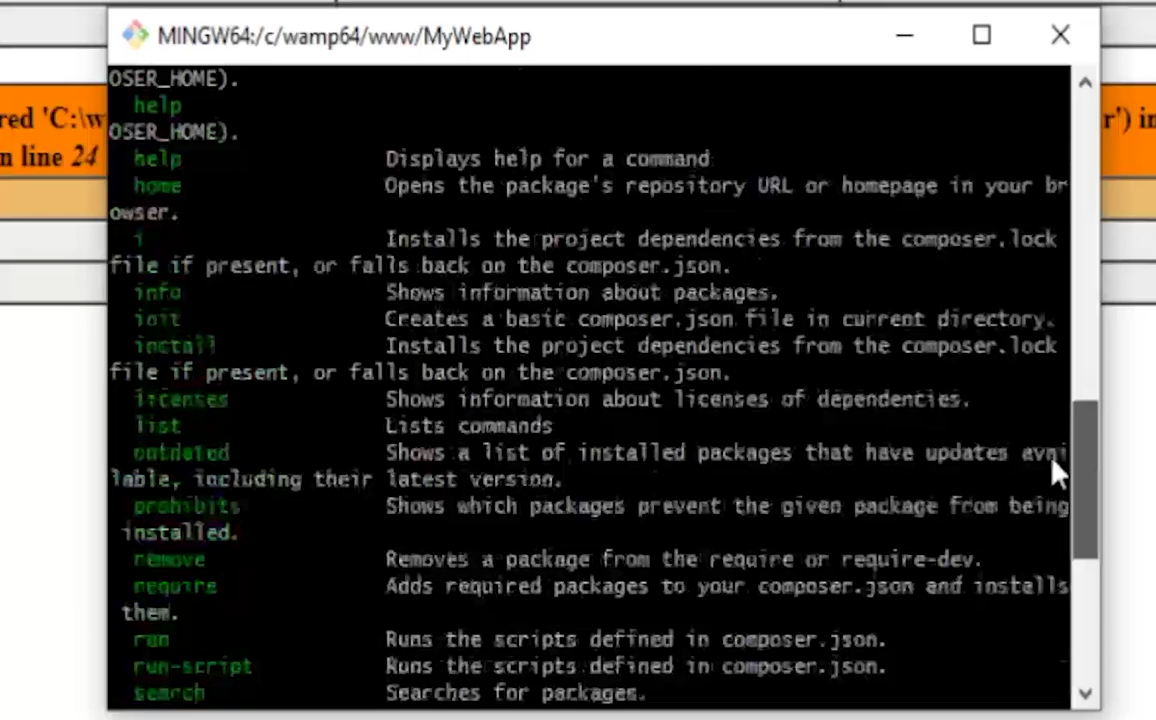 MINGW64:/c/wamp64/www/MyWebApp
OSER_HOME).
help
OSER_HOME).
help Displays help for a command
home Opens the package's repository URL or homepage in your br
owser.
i Installs the project dependencies from the composer.lock
file if present, or falls back on the composer.json.
info Shows information about packages.
init Creates a basic composer.json file in current directory.
install Installs the project dependencies from the composer.lock
file if present, or falls back on the composer.json.
licenses Shows information about licenses of dependencies.
list Lists commands
outdated Shows a list of installed packages that have updates avai
lable, including their latest version.
prohibits Shows which packages prevent the given package from being
installed.
remove Removes a package from the require or require-dev.
require Adds required packages to your composer.json and installs
them.
run Runs the scripts defined in composer.json.
run-script Runs the scripts defined in composer.json.
search Searches for packages.
red 'C:\w
n line 24
r') in